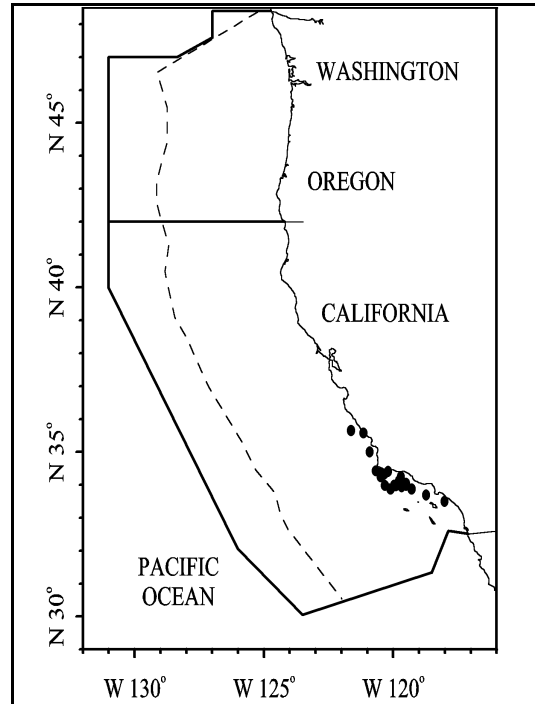 WASHINGTON
N 45°
OREGON
N 40°
CALIFORNIA
N 35°
PACIFIC
OCEAN
N 30°
W 130°
W 125°
W 120°